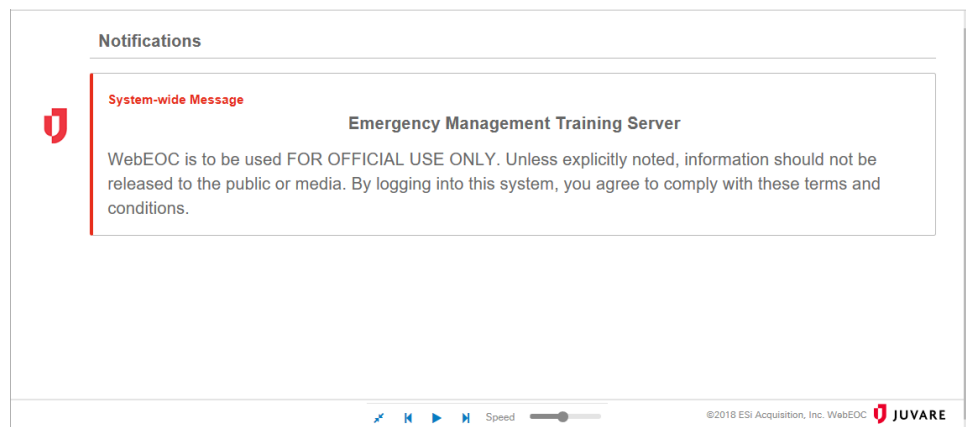 Notifications
System-wide Message
Emergency Management Training Server
WebEOC is to be used FOR OFFICIAL USE ONLY. Unless explicitly noted, information should not be
released to the public or media. By logging into this system, you agree to comply with these terms and
conditions.
Speed
©2018 ESi Acquisition, Inc. WebEOC JUVARE